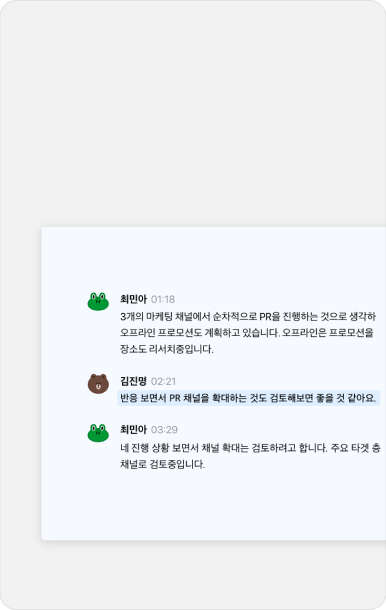 최민아 01:18
3개의 마케팅 채널에서 순차적으로 PR을 진행하는 것으로 생각하
오프라인 프로모션도 계획하고 있습니다. 오프라인은 프로모션을
장소도 리서치중입니다.
김진명 02:21
반응 보면서 PR 채널을 확대하는 것도 검토해보면 좋을 것 같아요.
최민아 03:29
네 진행 상황 보면서 채널 확대는 검토하려고 합니다. 주요 타겟 층
채널로 검토중입니다.